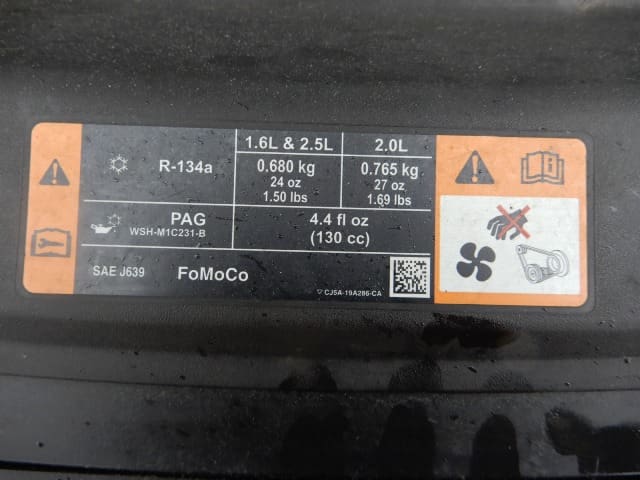 1.6L & 2.5L 2.0L
R-134a 0.680 kg 0.765 kg
24 oz 27 oz
1.50 lbs 1.69 lbs
PAG 4.4 fl oz
WSH-M1C231-B (130 cc)
SAE J639 FoMoCo
CJ5A-19A286-CA